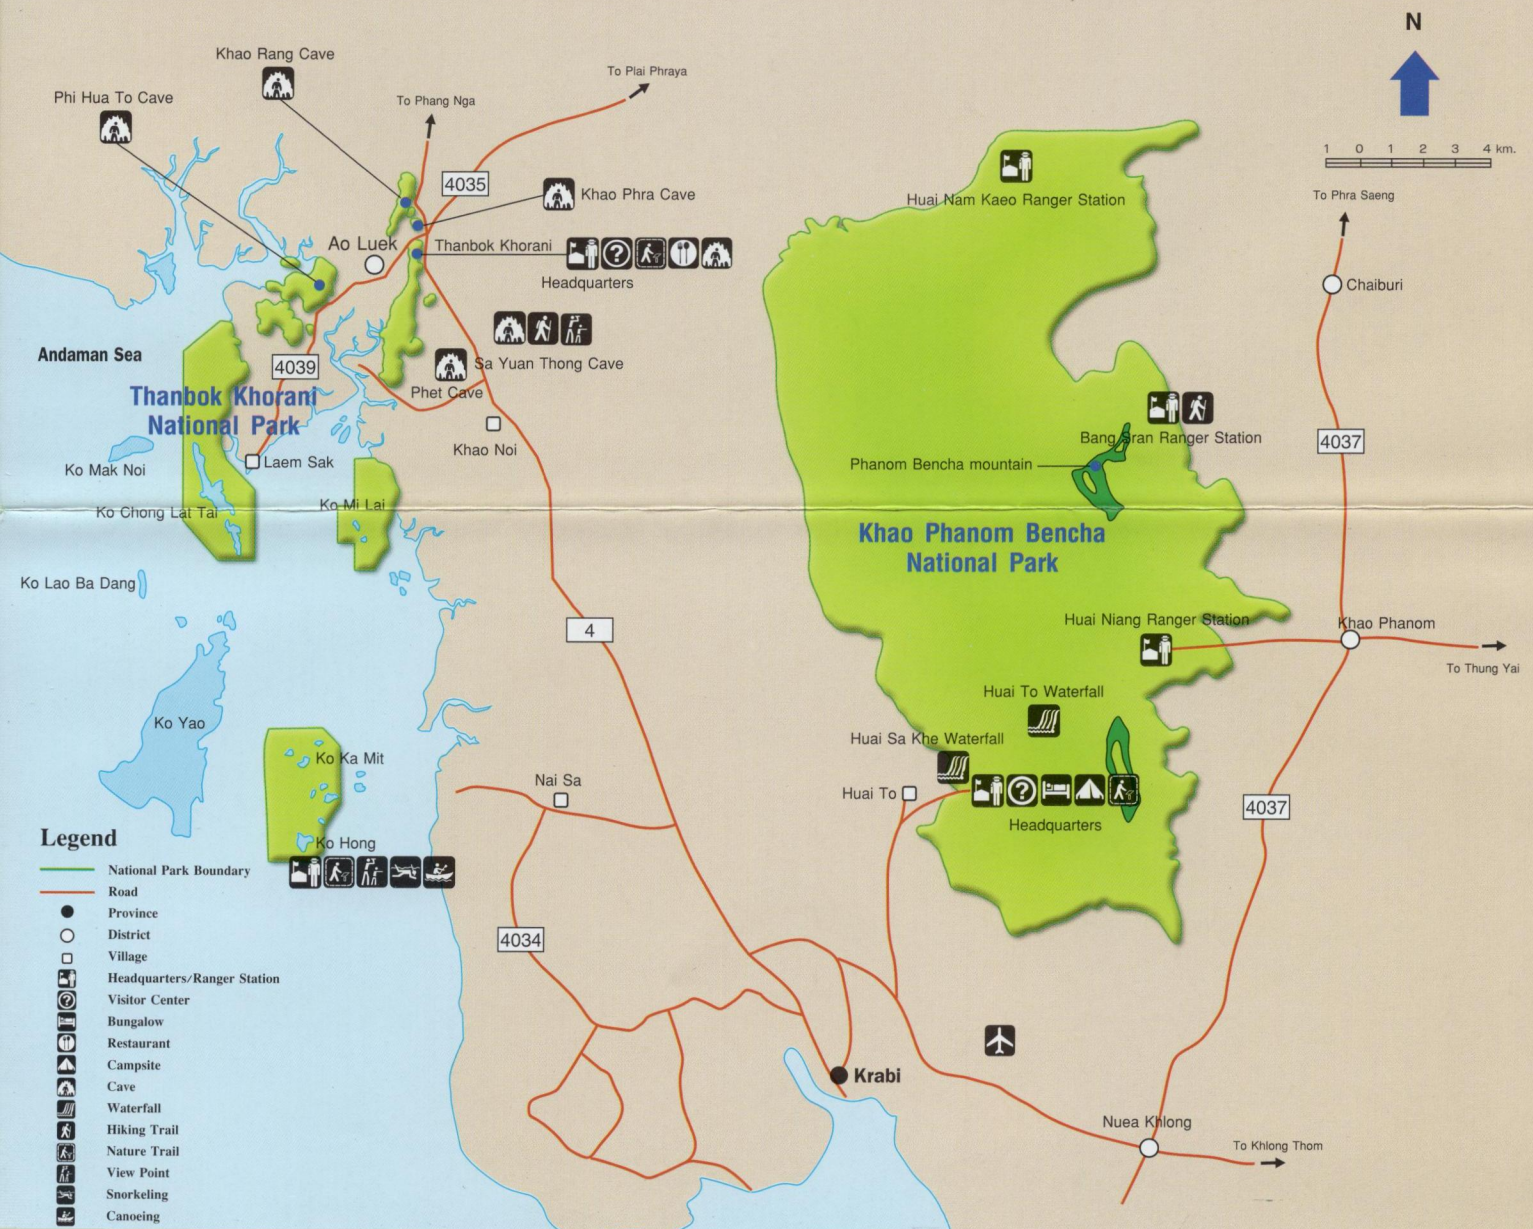 N
Khao Rang Cave
To Plai Phraya
Phi Hua To Cave
To Phang Nga
1 0 1 2 3 4 km.
4035
Khao Phra Cave
To Phra Saeng
Huai Nam Kaeo Ranger Station
Ao Luek
Thanbok Khorani
?
Headquarters
Chaiburi
Andaman Sea
4039
Sa Yuan Thong Cave
Phet Cave
Thanbok Khorani
National Park
Khao Noi
Bang Sran Ranger Station
4037
Ko Mak Noi
Laem Sak
Phanom Bencha mountain
Ko Chong Lat Tai
Ko Mi Lai
Khao Phanom Bencha
National Park
Ko Lao Ba Dang
4
Huai Niang Ranger Station
Khao Phanom
To Thung Yai
Ko Yao
Huai To Waterfall
Huai Sa Khe Waterfall
Ko Ka Mit
Nai Sa
Huai To
?
Headquarters
4037
Ko Hong
4034
Krabi
Nuea Khlong
To Khlong Thom
Legend
National Park Boundary
Road
Province
District
Village
Headquarters/Ranger Station
? Visitor Center
Bungalow
Restaurant
Campsite
Cave
Waterfall
Hiking Trail
Nature Trail
View Point
Snorkeling
Canoeing